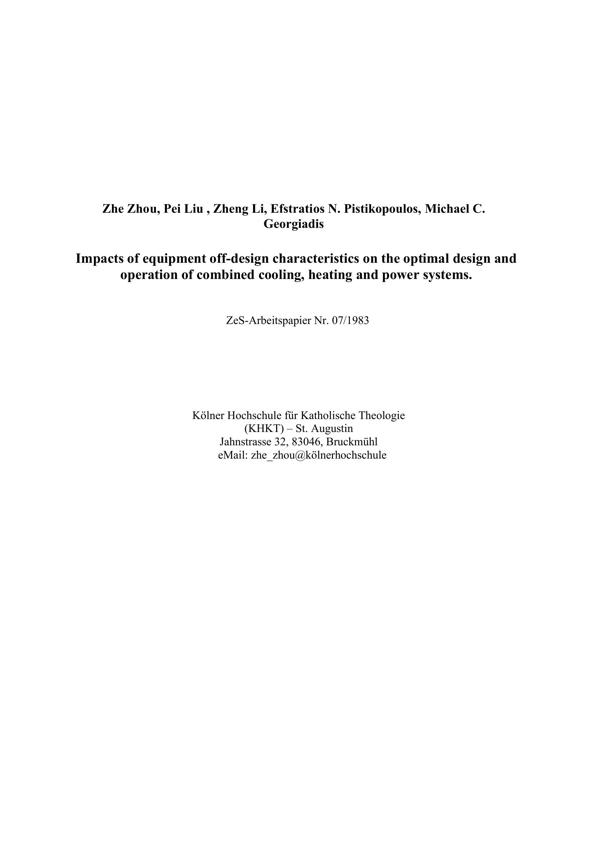 Zhe Zhou, Pei Liu , Zheng Li, Efstratios N. Pistikopoulos, Michael C.
Georgiadis
Impacts of equipment off-design characteristics on the optimal design and
operation of combined cooling, heating and power systems.
ZeS-Arbeitspapier Nr. 07/1983
Kölner Hochschule für Katholische Theologie
(KHKT) – St. Augustin
Jahnstrasse 32, 83046, Bruckmühl
eMail: zhe_zhou@kölnerhochschule